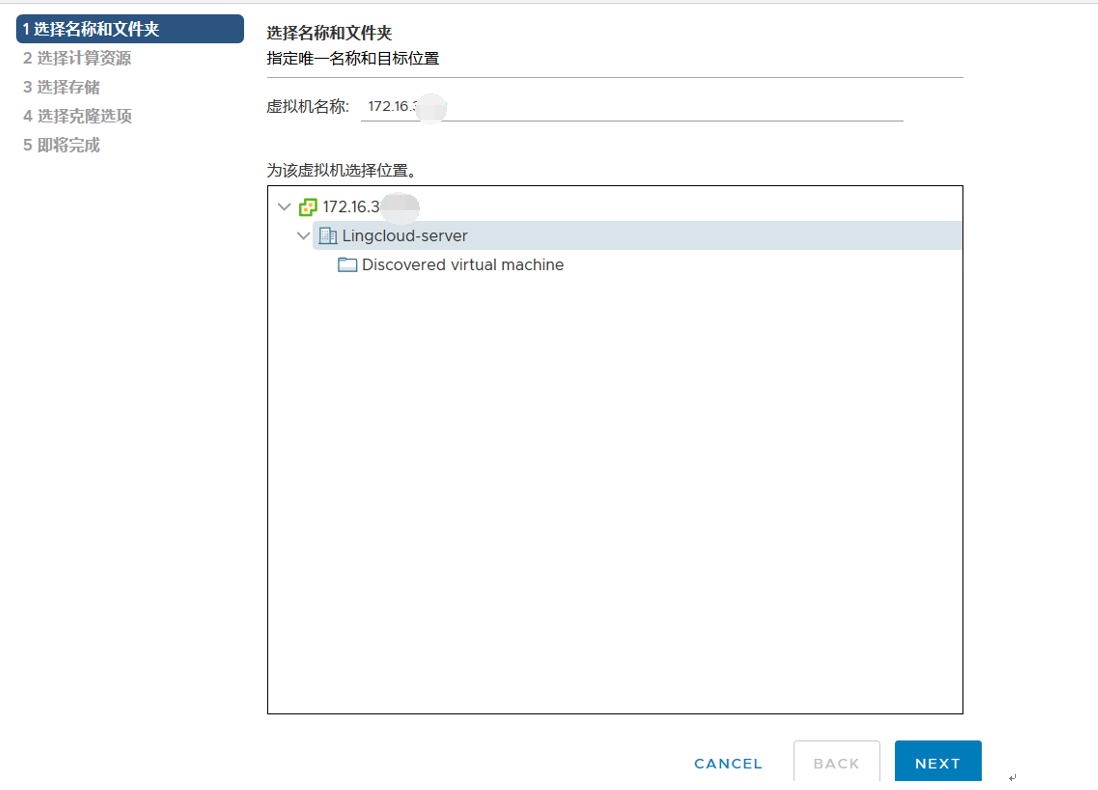 1 选择名称和文件夹
2 选择计算资源
3 选择存储
4 选择克隆选项
5 即将完成
选择名称和文件夹
指定唯一名称和目标位置
虚拟机名称: 172.16.3
为该虚拟机选择位置。
172.16.3
Lingcloud-server
Discovered virtual machine
CANCEL BACK NEXT